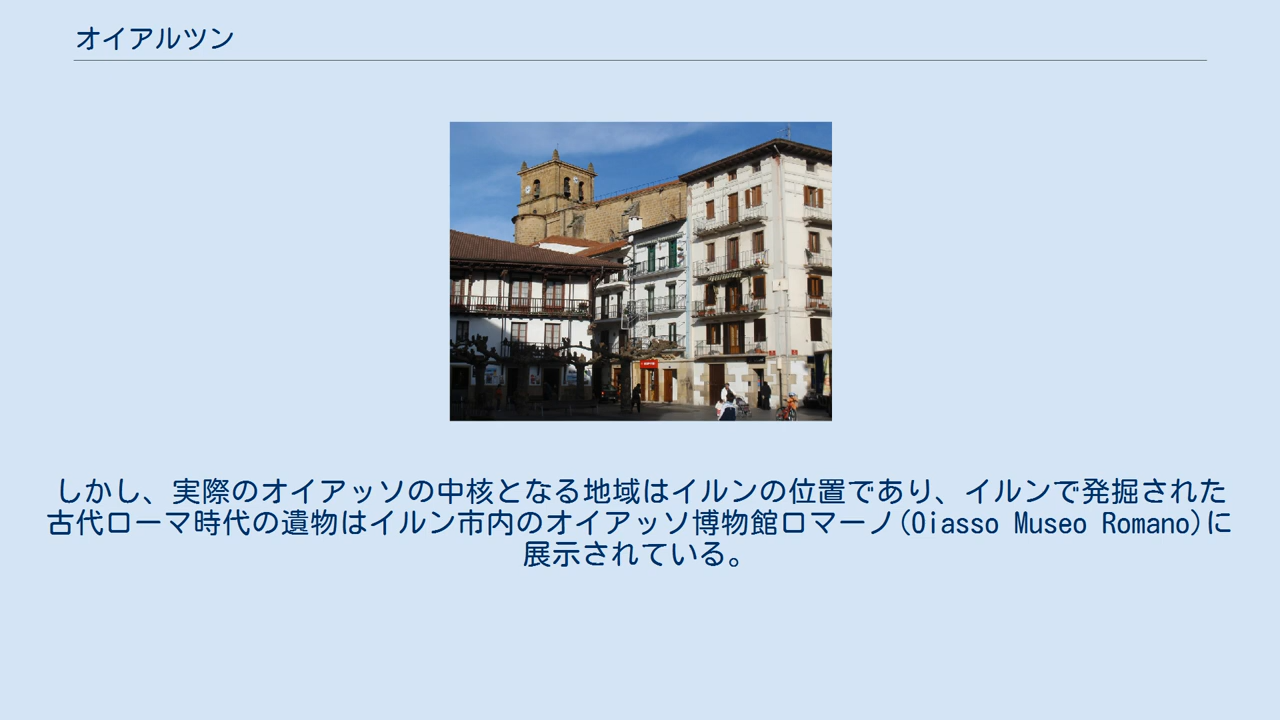 オイアルツン
しかし、実際のオイアッソの中核となる地域はイルンの位置であり、イルンで発掘された
古代ローマ時代の遺物はイルン市内のオイアッソ博物館ロマーノ(Oiasso Museo Romano)に
展示されている。